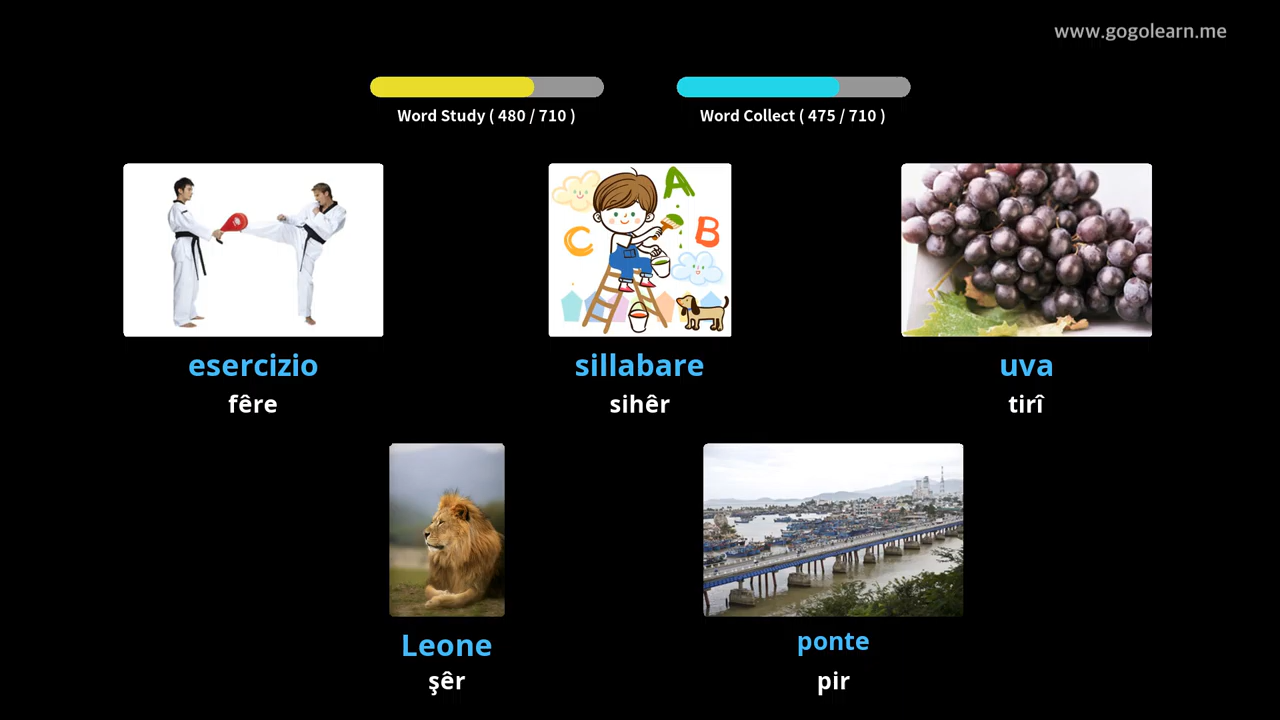 www.gogolearn.me
Word Study ( 480 / 710 )
Word Collect ( 475 / 710 )
esercizio
fêre
sillabare
sihêr
uva
tirî
A
B
C
Leone
şêr
ponte
pir